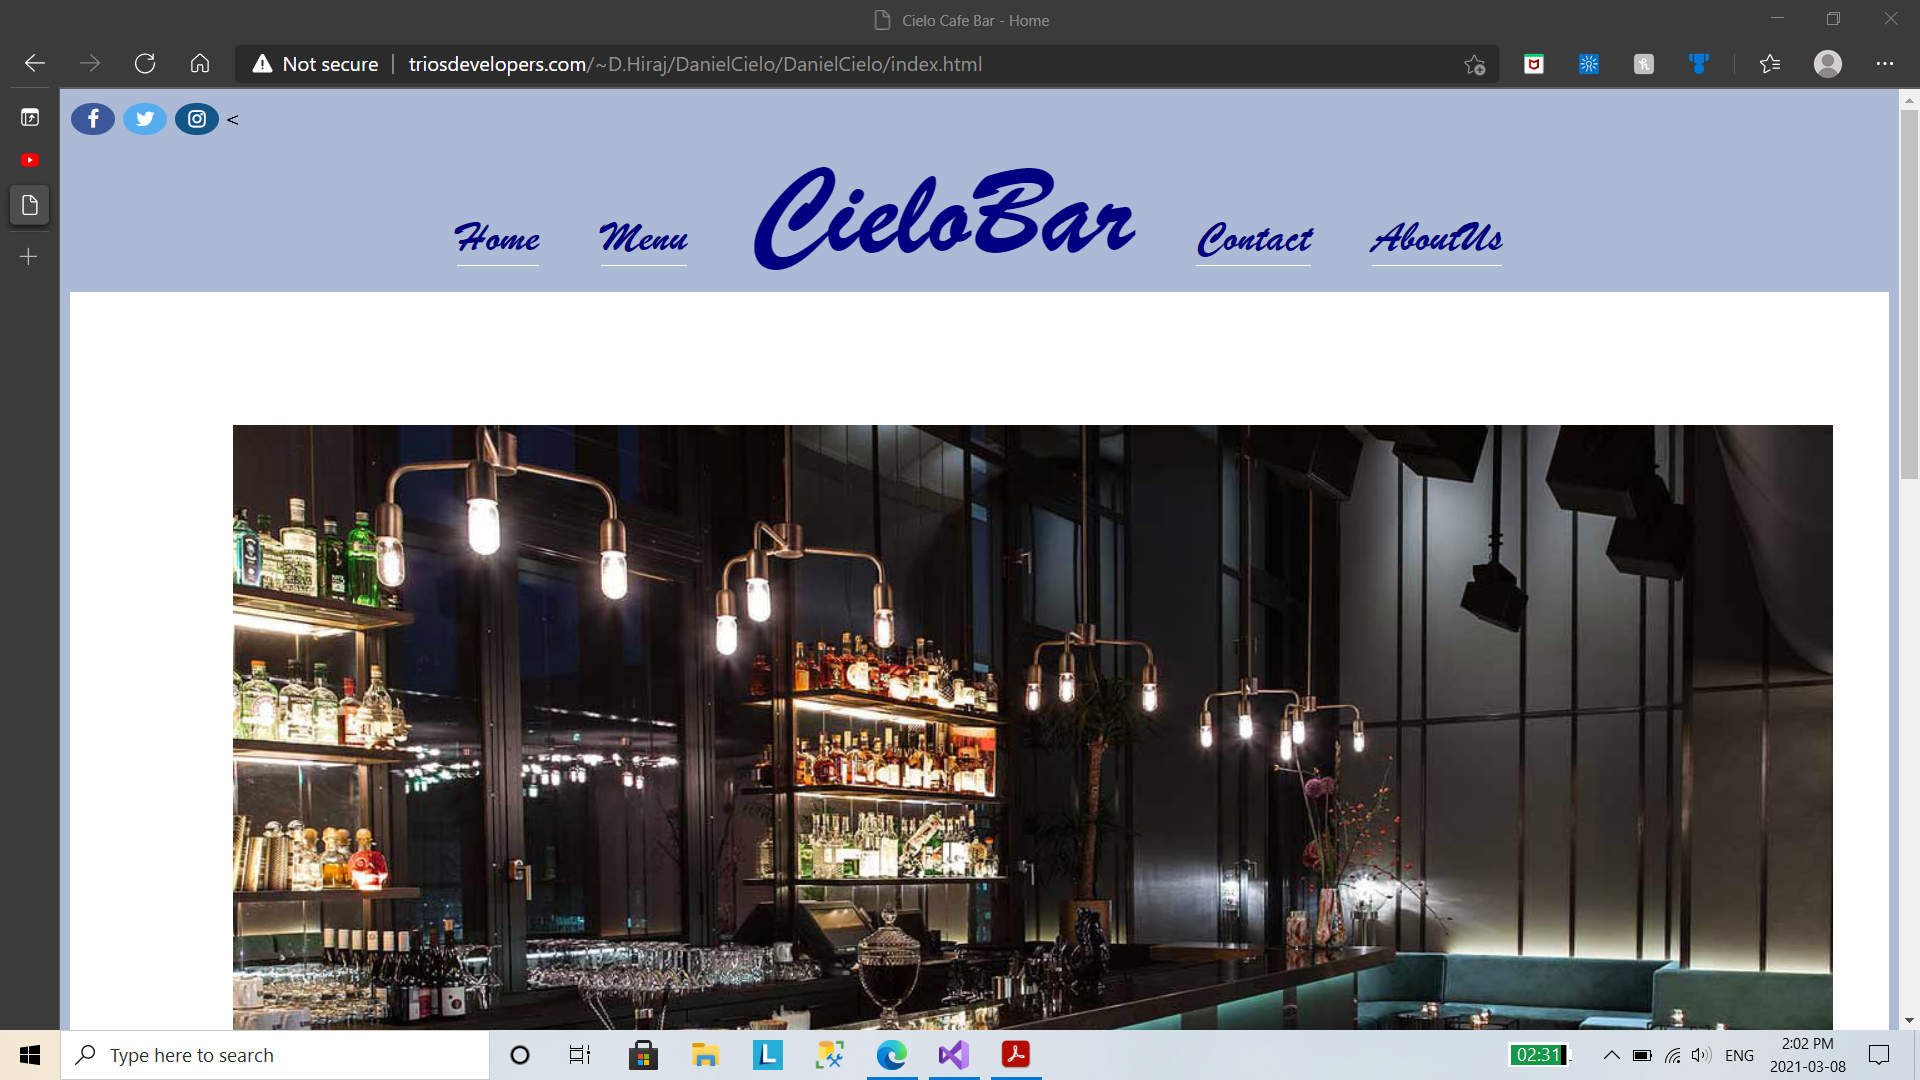 Cielo Cafe Bar - Home
Not secure | triosdevelopers.com/~D.Hiraj/DanielCielo/DanielCielo/index.html
<
Home Menu CieloBar Contact AboutUs
Type here to search
L
02:31
ENG
2:02 PM
2021-03-08